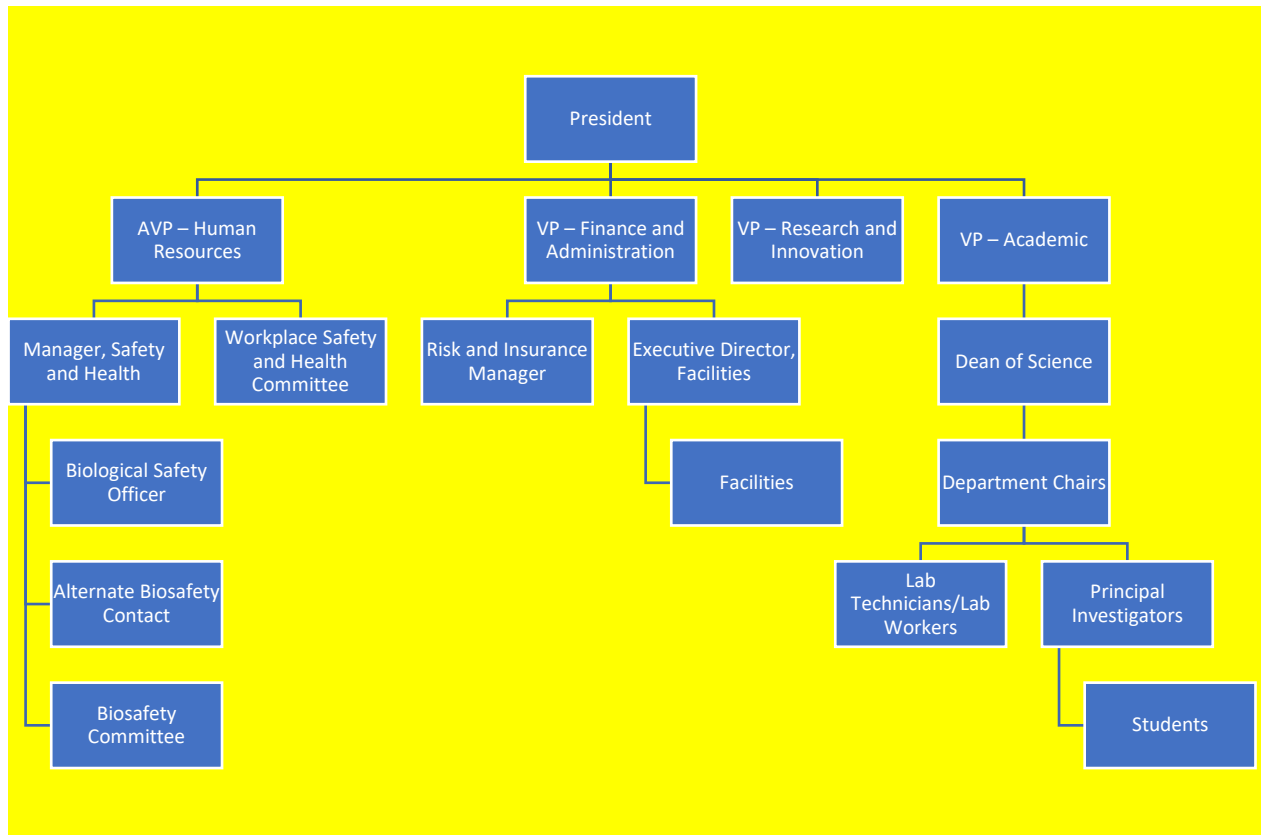 President
AVP – Human
Resources
VP – Finance and
Administration
VP – Research and
Innovation
VP – Academic
Manager, Safety
and Health
Workplace Safety
and Health
Committee
Risk and Insurance
Manager
Executive Director,
Facilities
Dean of Science
Biological Safety
Officer
Facilities
Department Chairs
Alternate Biosafety
Contact
Lab
Technicians/Lab
Workers
Principal
Investigators
Biosafety
Committee
Students